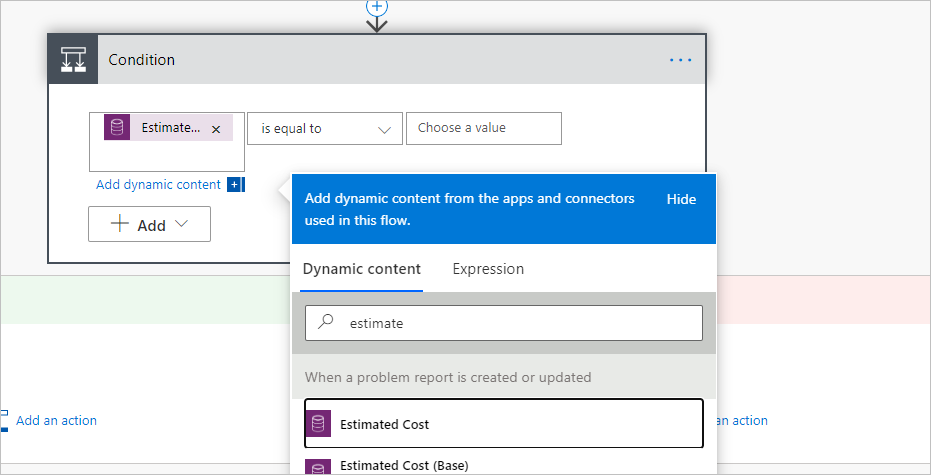 Condition
Estimate...
is equal to
Choose a value
Add dynamic content
Add
Add dynamic content from the apps and connectors
used in this flow.
Hide
Dynamic content
Expression
estimate
When a problem report is created or updated
Estimated Cost
Estimated Cost (Base)
Add an action
an action